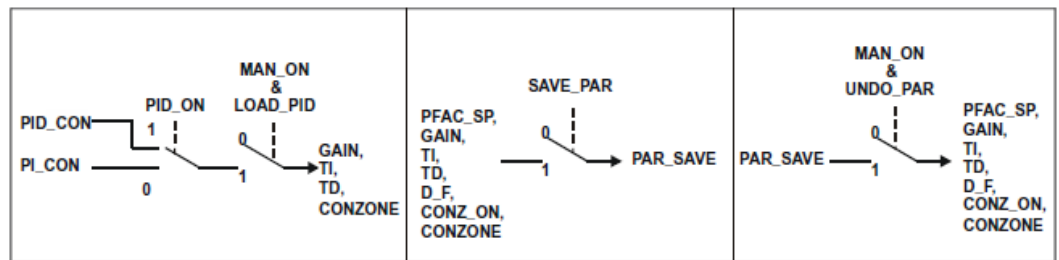 MAN_ON
&
LOAD_PID
PID_ON
PID_CON
1
0
PI_CON
1
0
GAIN,
TI,
TD,
CONZONE
SAVE_PAR
PFAC_SP,
GAIN,
TI,
TD,
D_F,
CONZ_ON,
CONZONE
0
1
PAR_SAVE
MAN_ON
&
UNDO_PAR
PAR_SAVE
0
1
PFAC_SP,
GAIN,
TI,
TD,
D_F,
CONZ_ON,
CONZONE